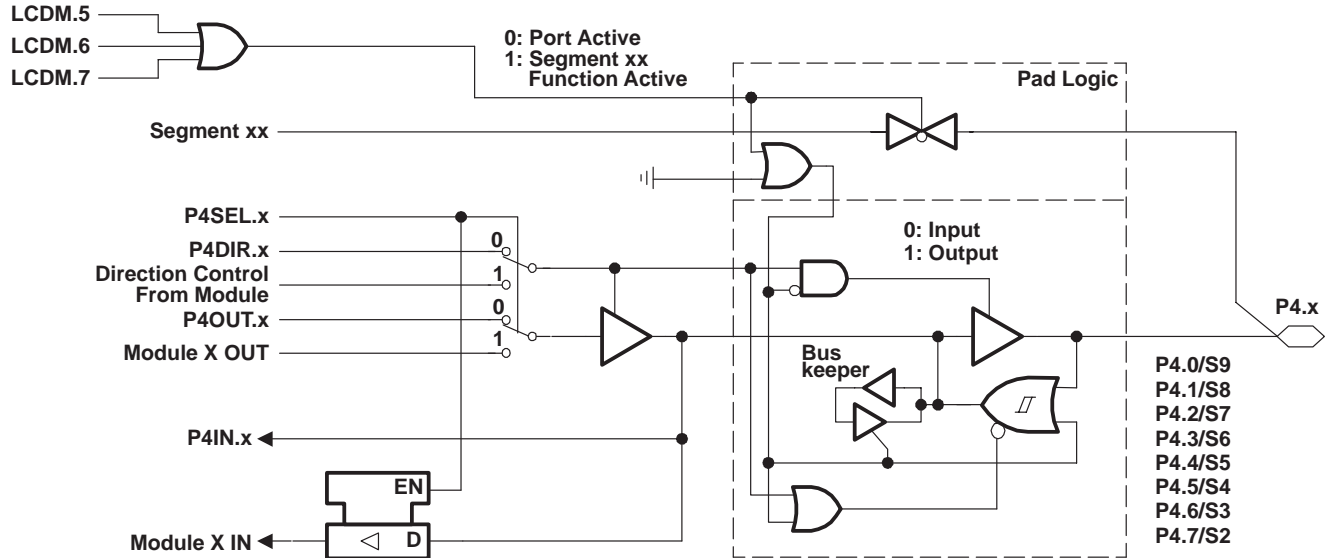 LCDM.5
LCDM.6
LCDM.7
0: Port Active
1: Segment xx
Function Active
Pad Logic
Segment xx
P4SEL.x
0: Input
1: Output
0
P4DIR.x
Direction Control
From Module
1
0
P4OUT.x
1
Module X OUT
P4.x
Bus
keeper
P4.0/S9
P4.1/S8
P4.2/S7
P4.3/S6
P4.4/S5
P4.5/S4
P4.6/S3
P4.7/S2
P4IN.x
EN
D
Module X IN